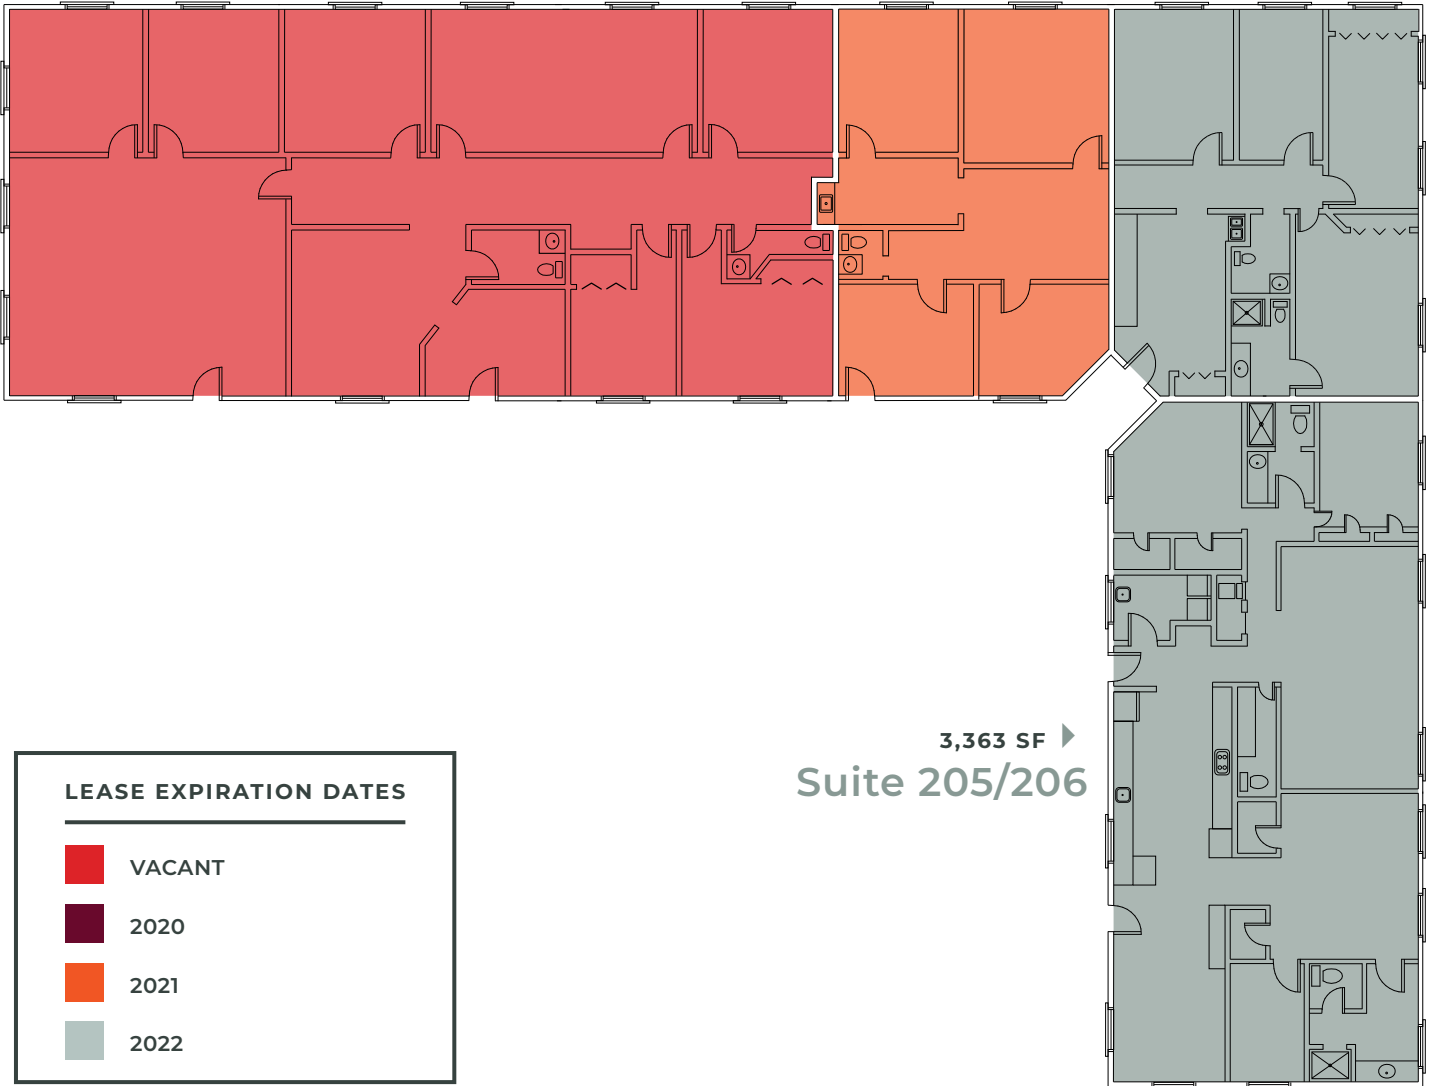 3,363 SF
Suite 205/206
LEASE EXPIRATION DATES
VACANT
2020
2021
2022